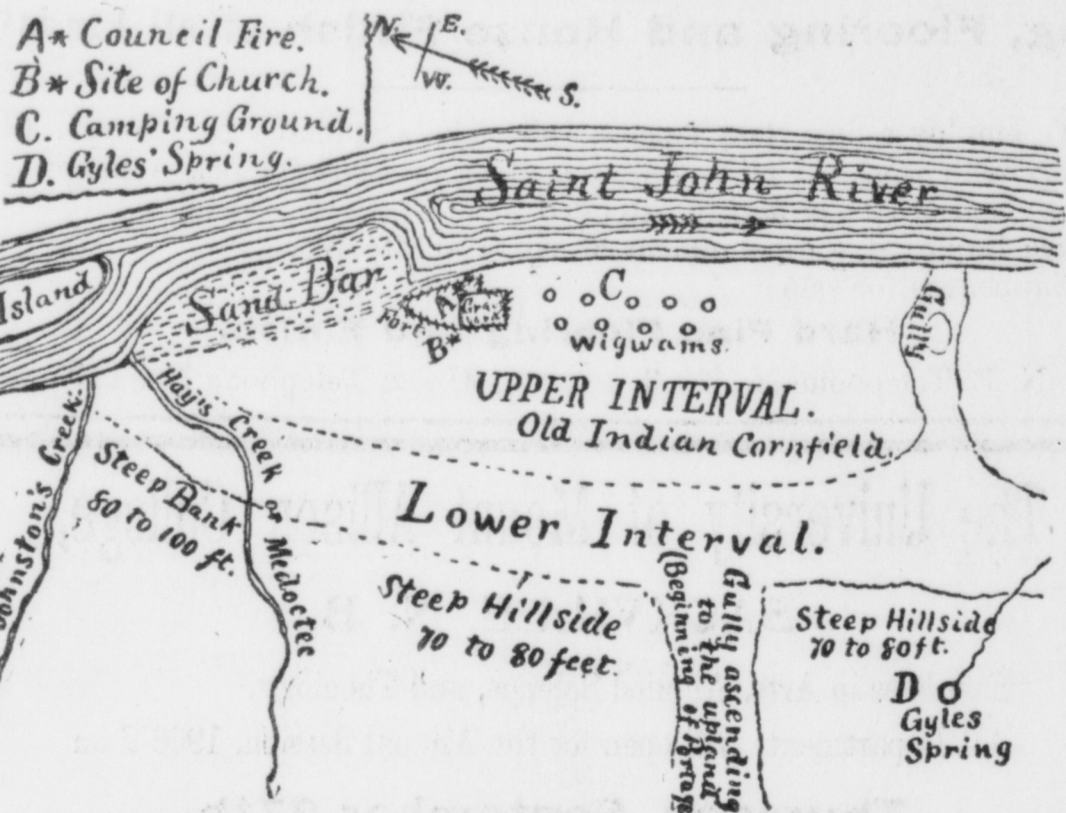 A* Council Fire.
B* Site of Church.
C. Camping Ground.
D. Gyles' Spring.
N. E.
W. S.
Saint John River
Island
Sand Bar
A*
Fort
B*
C
wigwams.
Gully
UPPER INTERVAL.
Old Indian Cornfield.
Johnston's Creek.
Hay's Creek or Medoctec
Steep Bank
80 to 100 ft.
Lower Interval.
Steep Hillside
70 to 80 feet.
Gully ascending
to the upland
(Beginning of Portage
Steep Hillside
70 to 80 ft.
D
Gyles
Spring